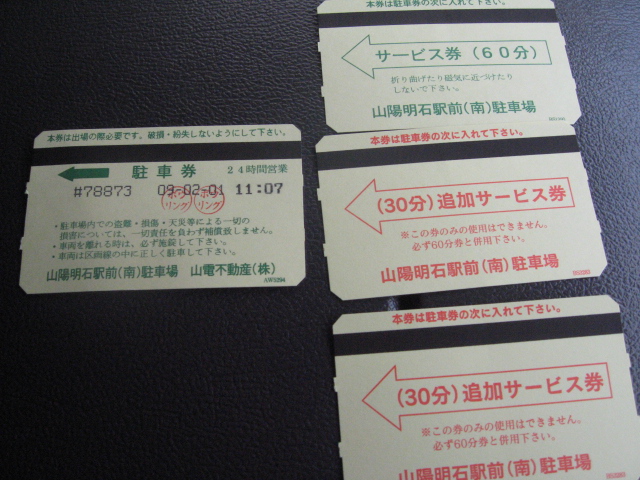 本券は出場の際必要です。破損・紛失しないようにして下さい。
駐車券 24時間営業
#78873 09.02.01 11:07
ボウリング ボウリング
・駐車場内での盗難・損傷・天災等による一切の
損害については、一切責任を負わず補償致しません。
・車両を離れる時は、必ず施錠して下さい。
・車両は区画線の中に正しく駐車して下さい。
山陽明石駅前(南)駐車場 山電不動産(株)
AW5294
本券は駐車券の次に入れて下さい。
サービス券(60分)
折り曲げたり磁気に近づけたり
しないで下さい。
山陽明石駅前(南)駐車場
本券は駐車券の次に入れて下さい。
(30分)追加サービス券
※この券のみの使用はできません。
必ず60分券と併用下さい。
山陽明石駅前(南)駐車場
本券は駐車券の次に入れて下さい。
(30分)追加サービス券
※この券のみの使用はできません。
必ず60分券と併用下さい。
山陽明石駅前(南)駐車場